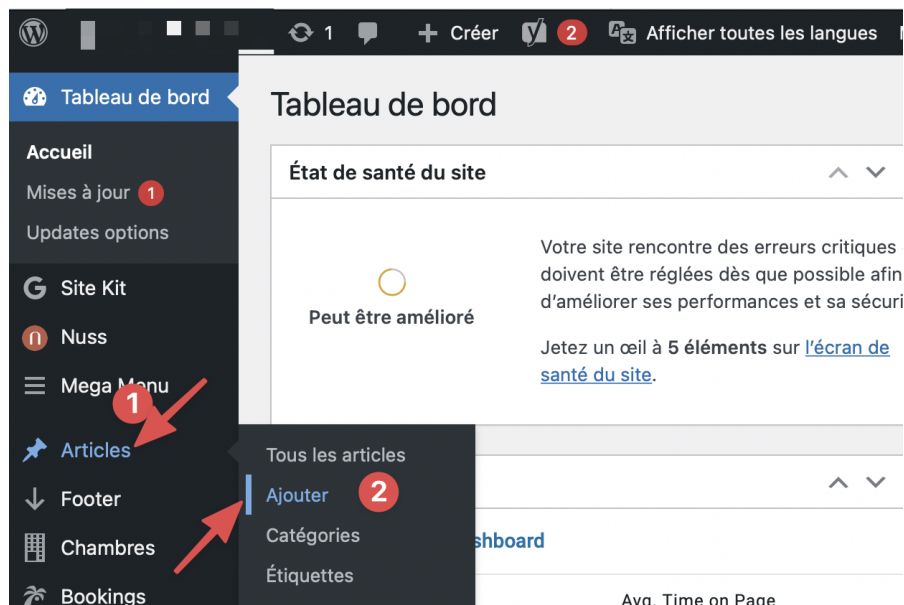 1 Créer 2 Afficher toutes les langues
Tableau de bord
Accueil
Mises à jour 1
Updates options
Site Kit
Nuss
Mega Menu
1
Articles
Footer
Chambres
Bookings
Tous les articles
Ajouter 2
Catégories
Étiquettes
Tableau de bord
État de santé du site
Peut être amélioré
Votre site rencontre des erreurs critiques
doivent être réglées dès que possible afin
d'améliorer ses performances et sa sécuri
Jetez un œil à 5 éléments sur l'écran de
santé du site.
shboard
Avg. Time on Page